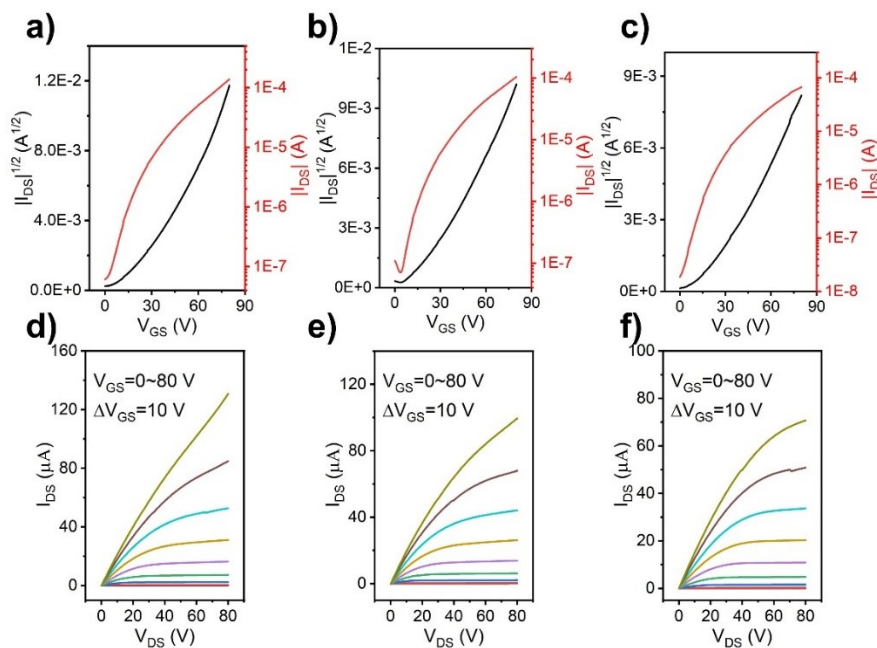 a)
||I_DS|^1/2 (A^1/2)
1.2E-2
8.0E-3
4.0E-3
0.0E+0
1E-4
1E-5
1E-6
1E-7
||I_DS| (A)
0 30 60 90
V_GS (V)
b)
||I_DS|^1/2 (A^1/2)
1E-2
9E-3
6E-3
3E-3
0E+0
1E-4
1E-5
1E-6
1E-7
||I_DS| (A)
0 30 60 90
V_GS (V)
c)
||I_DS|^1/2 (A^1/2)
9E-3
6E-3
3E-3
0E+0
1E-4
1E-5
1E-6
1E-7
1E-8
||I_DS| (A)
0 30 60 90
V_GS (V)
d)
I_DS (μA)
160
120
80
40
0
V_GS=0~80 V
ΔV_GS=10 V
0 20 40 60 80
V_DS (V)
e)
I_DS (μA)
120
80
40
0
V_GS=0~80 V
ΔV_GS=10 V
0 20 40 60 80
V_DS (V)
f)
I_DS (μA)
100
80
60
40
20
0
V_GS=0~80 V
ΔV_GS=10 V
0 20 40 60 80
V_DS (V)